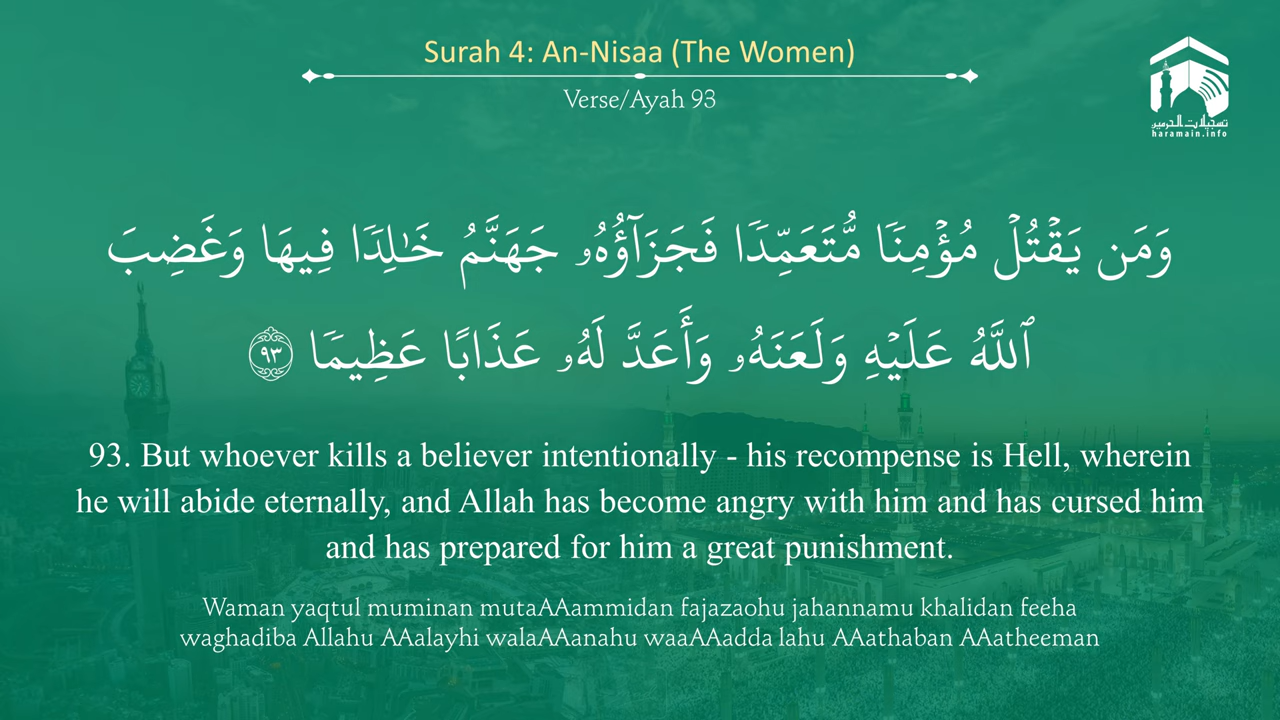 Surah 4: An-Nisaa (The Women)
Verse/Ayah 93
تسجيلات الحرمين
haramain.info
وَمَن يَقْتُلْ مُؤْمِنًا مُّتَعَمِّدًا فَجَزَآؤُهُۥ جَهَنَّمُ خَـٰلِدًا فِيهَا وَغَضِبَ
ٱللَّهُ عَلَيْهِ وَلَعَنَهُۥ وَأَعَدَّ لَهُۥ عَذَابًا عَظِيمًا ٩٣
93. But whoever kills a believer intentionally - his recompense is Hell, wherein
he will abide eternally, and Allah has become angry with him and has cursed him
and has prepared for him a great punishment.
Waman yaqtul muminan mutaAAammidan fajazaohu jahannamu khalidan feeha
waghadiba Allahu AAalayhi walaAAanahu waaAAadda lahu AAathaban AAatheeman